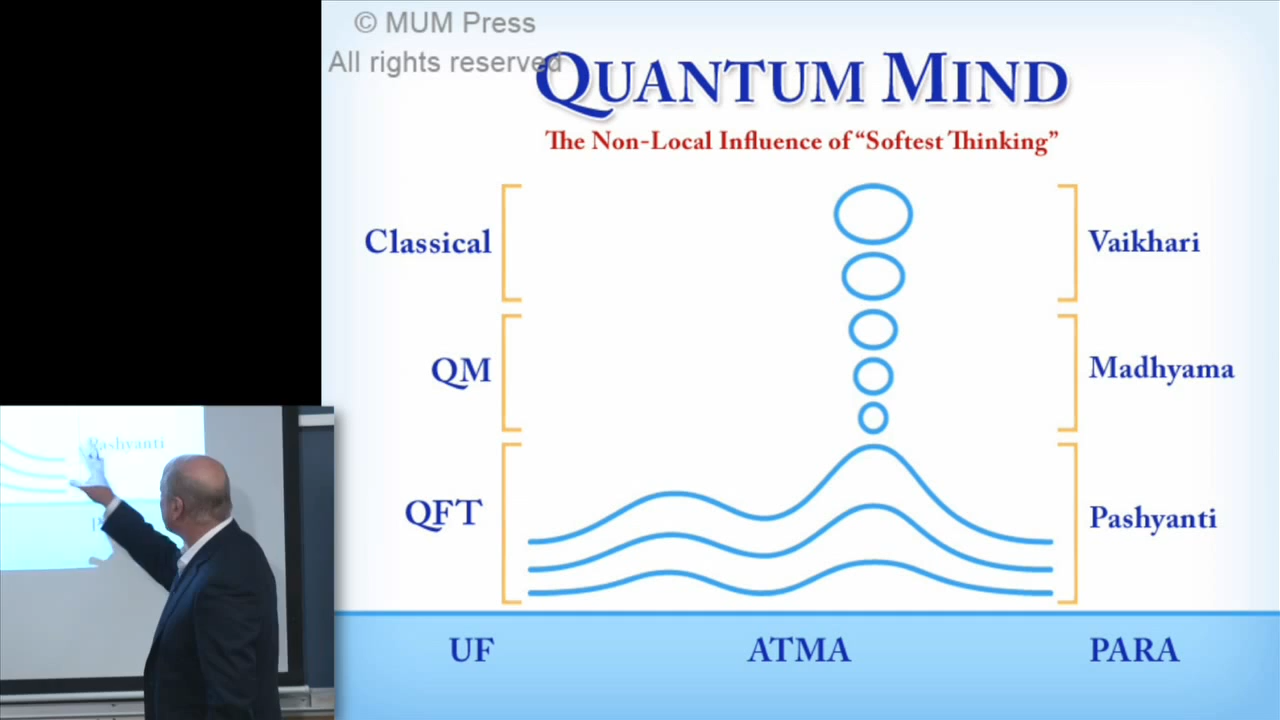 © MUM Press
All rights reserved
QUANTUM MIND
The Non-Local Influence of “Softest Thinking”
Classical
Vaikhari
QM
Madhyama
QFT
Pashyanti
UF
ATMA
PARA
Pashyanti